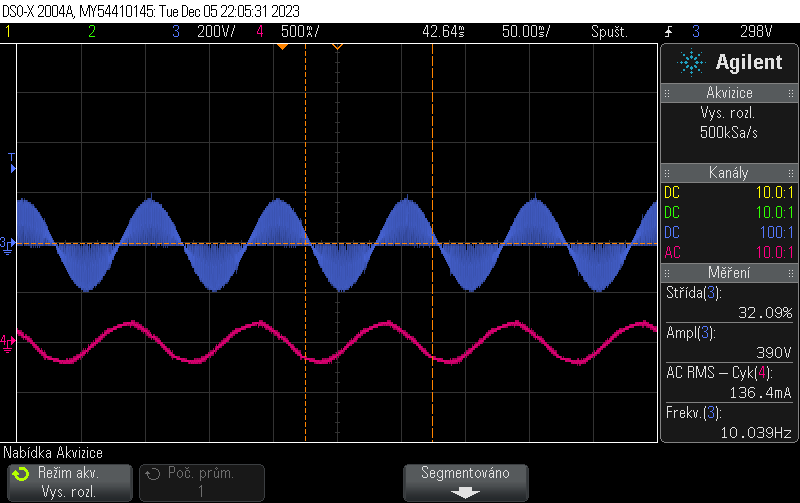 DSO-X 2004A, MY54410145: Tue Dec 05 22:05:31 2023
1 2 3 200V/ 4 500㎃/ 42.64㎳ 50.00㎳/ Spušt. 3 298V
Agilent
Akvizice
Vys. rozl.
500kSa/s
Kanály
DC 10.0:1
DC 10.0:1
DC 100:1
AC 10.0:1
Měření
Střída(3):
32.09%
Ampl(3):
390V
AC RMS – Cyk(4):
136.4mA
Frekv.(3):
10.039Hz
T
3
4
Nabídka Akvizice
Režim akv.
Vys. rozl.
Poč. prům.
1
Segmentováno